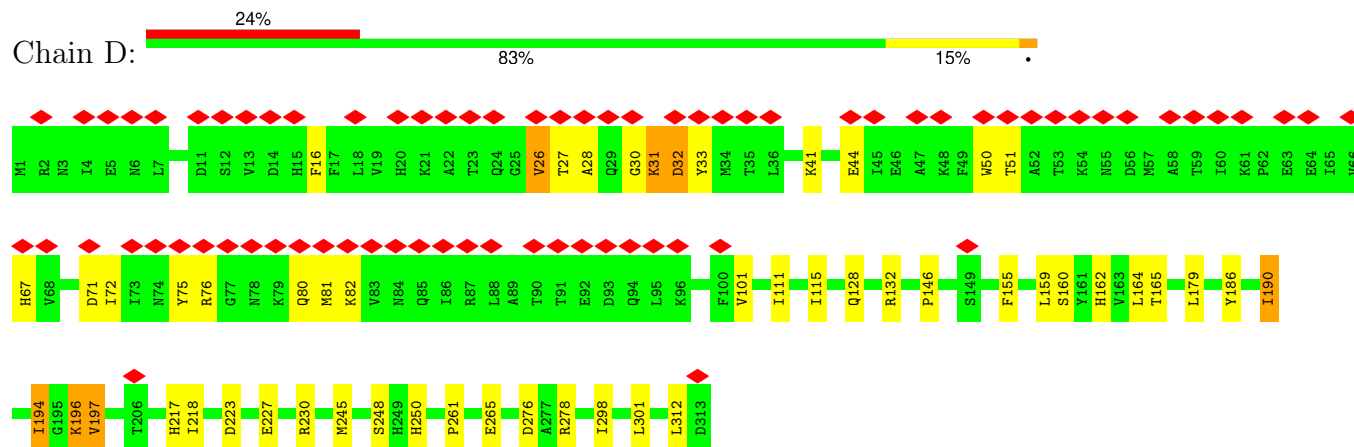 24%
Chain D:
83% 15% •
M1 R2 N3 I4 E5 N6 L7 D11 S12 V13 D14 H15 F16 F17 L18 V19 H20 K21 A22 T23 Q24 G25 V26 T27 A28 Q29 G30 K31 D32 Y33 M34 T35 L36 K41 E44 I45 E46 A47 K48 F49 W50 T51 A52 T53 K54 N55 D56 M57 A58 T59 I60 K61 P62 E63 E64 I65 V66
H67 V68 D71 I72 I73 N74 Y75 R76 G77 N78 K79 Q80 M81 K82 V83 N84 Q85 I86 R87 L88 A89 T90 T91 E92 D93 Q94 L95 K96 F100 V101 I111 I115 Q128 R132 P146 S149 F155 L159 S160 Y161 H162 V163 L164 T165 L179 Y186 I190
I194 G195 K196 V197 T206 H217 I218 D223 E227 R230 M245 S248 H249 H250 P261 E265 D276 A277 R278 I298 L301 L312 D313